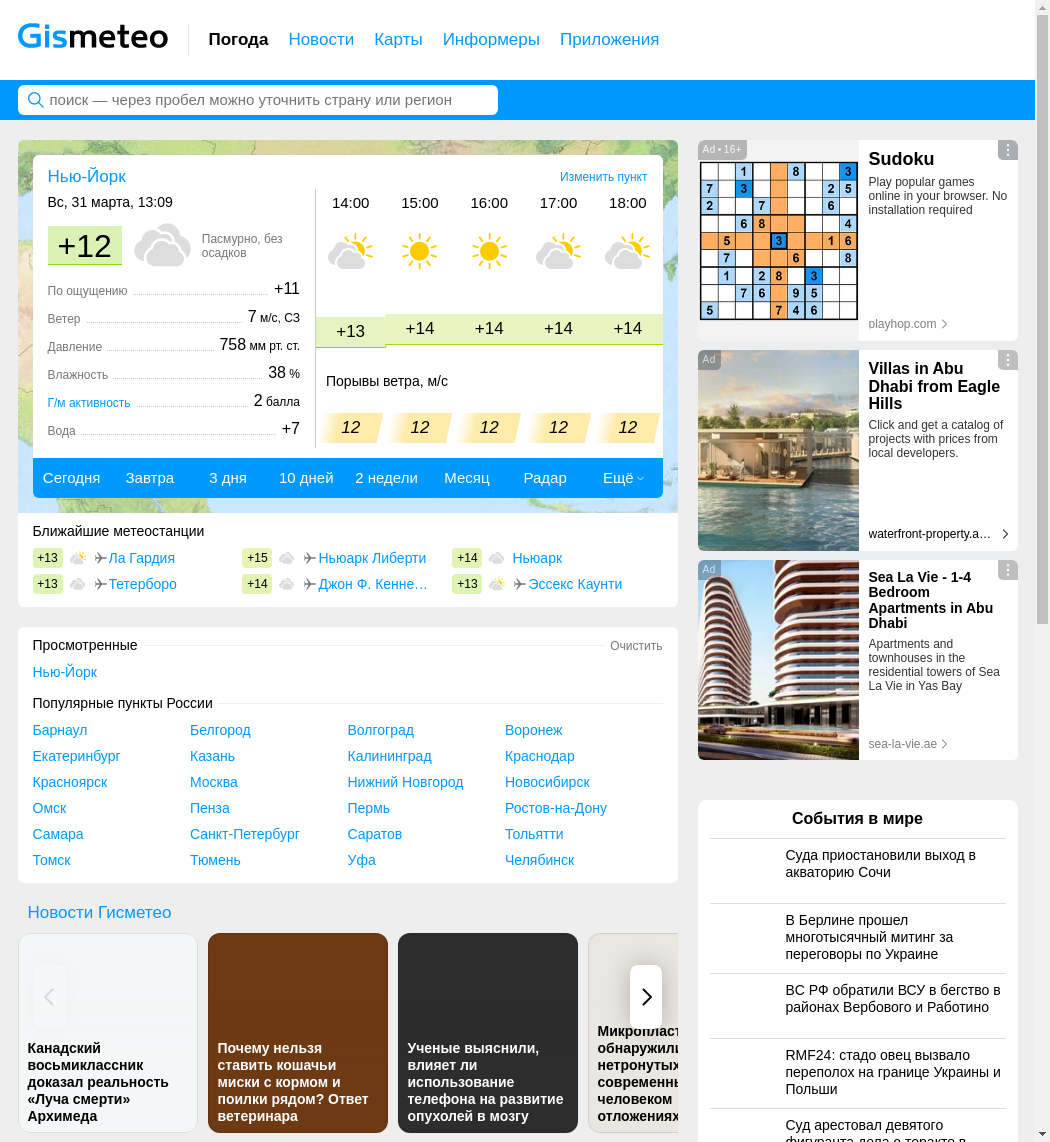 Gismeteo
Погода Новости Карты Информеры Приложения
поиск — через пробел можно уточнить страну или регион
Нью-Йорк
Изменить пункт
Вс, 31 марта, 13:09
+12
Пасмурно, без
осадков
По ощущению +11
Ветер 7 м/с, СЗ
Давление 758 мм рт. ст.
Влажность 38 %
Г/м активность 2 балла
Вода +7
14:00 15:00 16:00 17:00 18:00
+13 +14 +14 +14 +14
Порывы ветра, м/с
12 12 12 12 12
Сегодня Завтра 3 дня 10 дней 2 недели Месяц Радар Ещё
Ближайшие метеостанции
+13 Ла Гардия +15 Ньюарк Либерти +14 Ньюарк
+13 Тетерборо +14 Джон Ф. Кенне… +13 Эссекс Каунти
Просмотренные
Очистить
Нью-Йорк
Популярные пункты России
Барнаул Белгород Волгоград Воронеж
Екатеринбург Казань Калининград Краснодар
Красноярск Москва Нижний Новгород Новосибирск
Омск Пенза Пермь Ростов-на-Дону
Самара Санкт-Петербург Саратов Тольятти
Томск Тюмень Уфа Челябинск
Новости Гисметео
Канадский
восьмиклассник
доказал реальность
«Луча смерти»
Архимеда
Почему нельзя
ставить кошачьи
миски с кормом и
поилки рядом? Ответ
ветеринара
Ученые выяснили,
влияет ли
использование
телефона на развитие
опухолей в мозгу
Микропласт
обнаружили
нетронутых
современны
человеком
отложениях
Ad • 16+
1 8 3
7 3 2 5
2 7 6
6 8 4
5 3 1 6
7 6 8
1 2 8 3
7 6 9 5
5 7 4 6
Sudoku
Play popular games
online in your browser. No
installation required
playhop.com
Ad
Villas in Abu
Dhabi from Eagle
Hills
Click and get a catalog of
projects with prices from
local developers.
waterfront-property.a…
Ad
Sea La Vie - 1-4
Bedroom
Apartments in Abu
Dhabi
Apartments and
townhouses in the
residential towers of Sea
La Vie in Yas Bay
sea-la-vie.ae
События в мире
Суда приостановили выход в
акваторию Сочи
В Берлине прошел
многотысячный митинг за
переговоры по Украине
ВС РФ обратили ВСУ в бегство в
районах Вербового и Работино
RMF24: стадо овец вызвало
переполох на границе Украины и
Польши
Суд арестовал девятого
фигуранта дела о теракте в